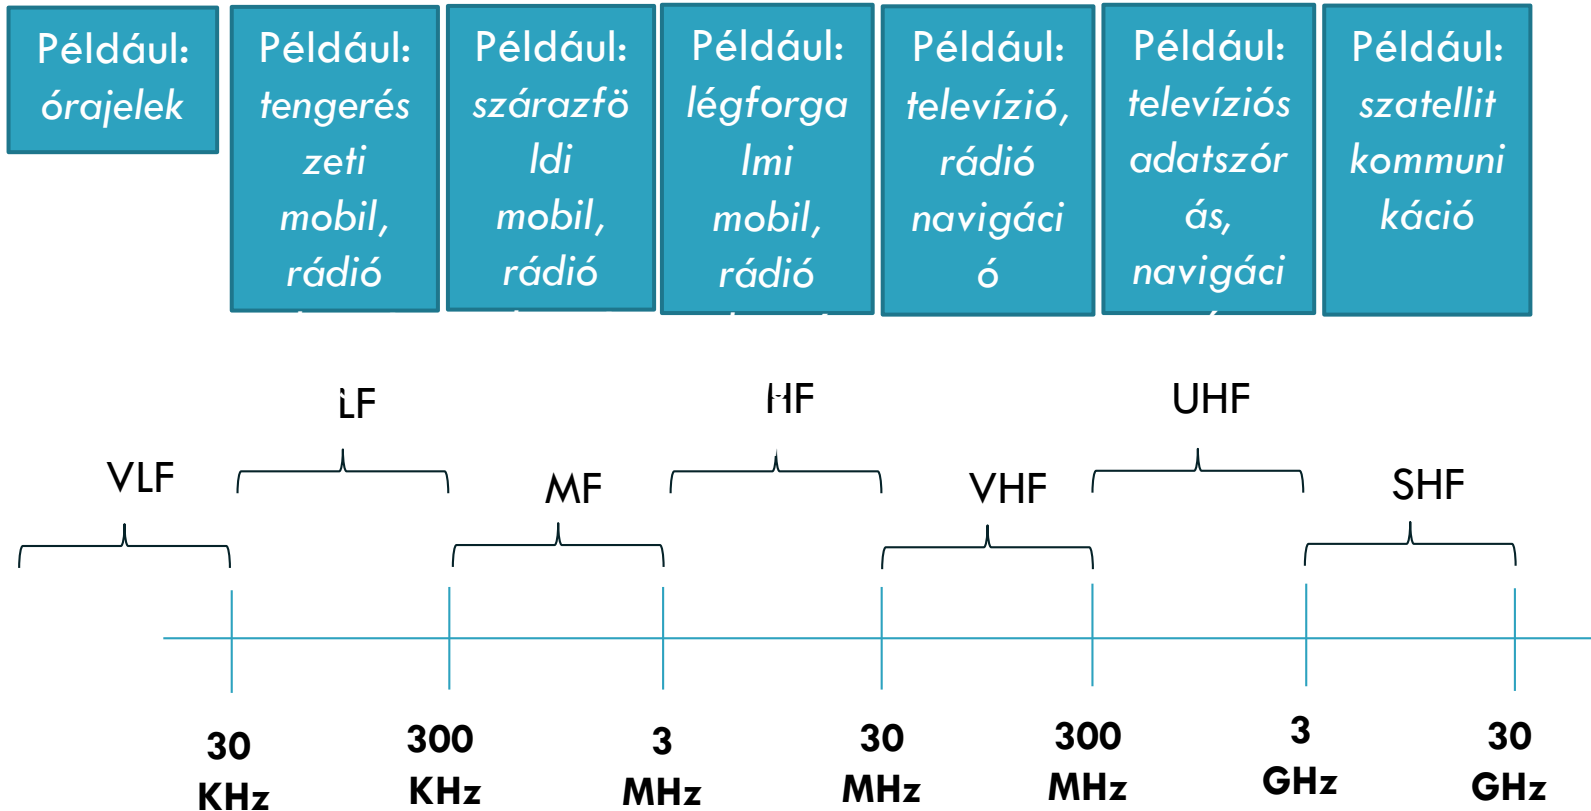 Például:
órajelek
Például:
tengerés
zeti
mobil,
rádió
Például:
szárazfö
ldi
mobil,
rádió
Például:
légforga
lmi
mobil,
rádió
Például:
televízió,
rádió
navigáci
ó
Például:
televíziós
adatszór
ás,
navigáci
Például:
szatellit
kommuni
káció
LF
HF
UHF
VLF
MF
VHF
SHF
30
KHz
300
KHz
3
MHz
30
MHz
300
MHz
3
GHz
30
GHz